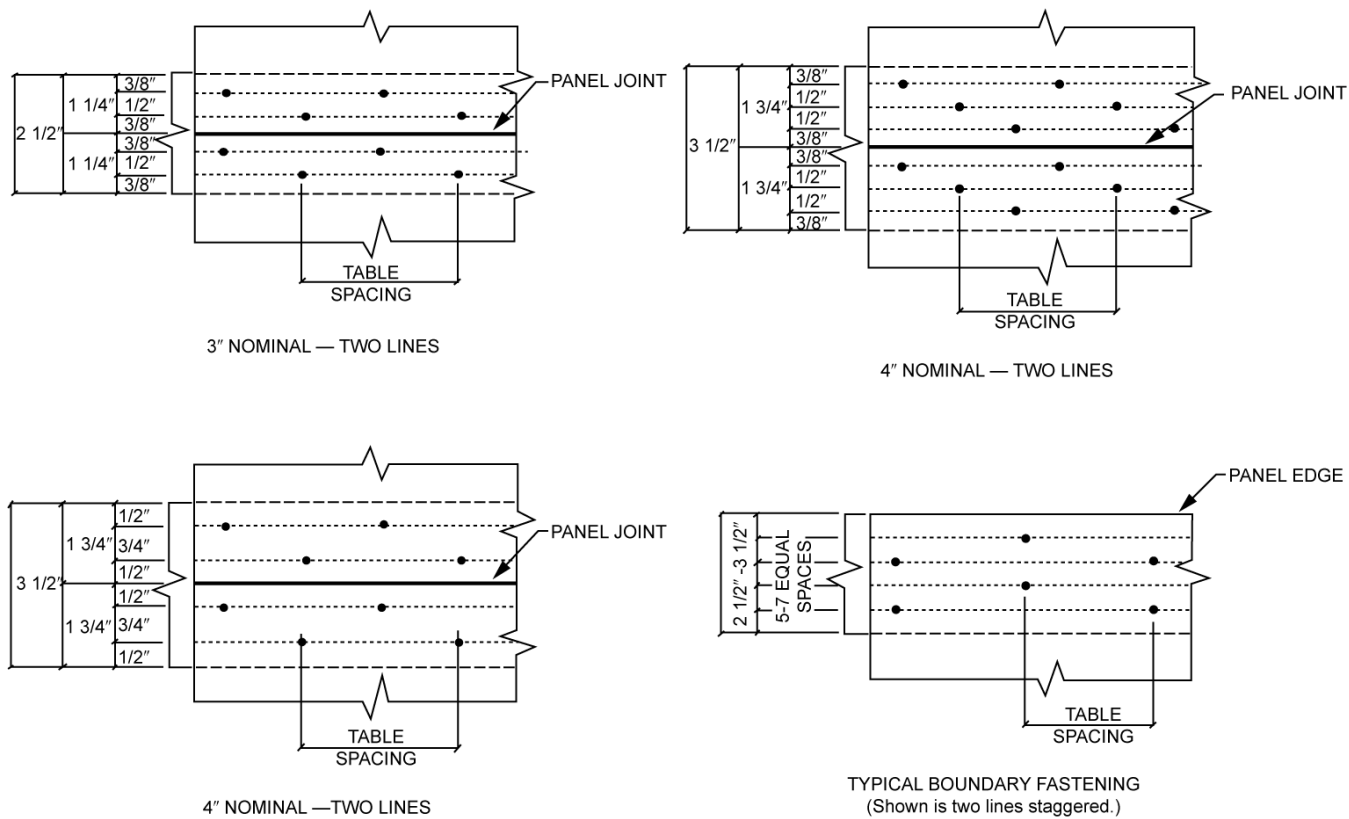 3/8″
1 1/4″
1/2″
3/8″
2 1/2″
3/8″
1 1/4″
1/2″
3/8″
PANEL JOINT
TABLE
SPACING
3″ NOMINAL — TWO LINES
3/8″
1/2″
1 3/4″
1/2″
3/8″
3 1/2″
3/8″
1/2″
1 3/4″
1/2″
3/8″
PANEL JOINT
TABLE
SPACING
4″ NOMINAL — TWO LINES
1/2″
1 3/4″
3/4″
1/2″
3 1/2″
1/2″
1 3/4″
3/4″
1/2″
PANEL JOINT
TABLE
SPACING
4″ NOMINAL —TWO LINES
PANEL EDGE
2 1/2″ -3 1/2″
5-7 EQUAL
SPACES
TABLE
SPACING
TYPICAL BOUNDARY FASTENING
(Shown is two lines staggered.)